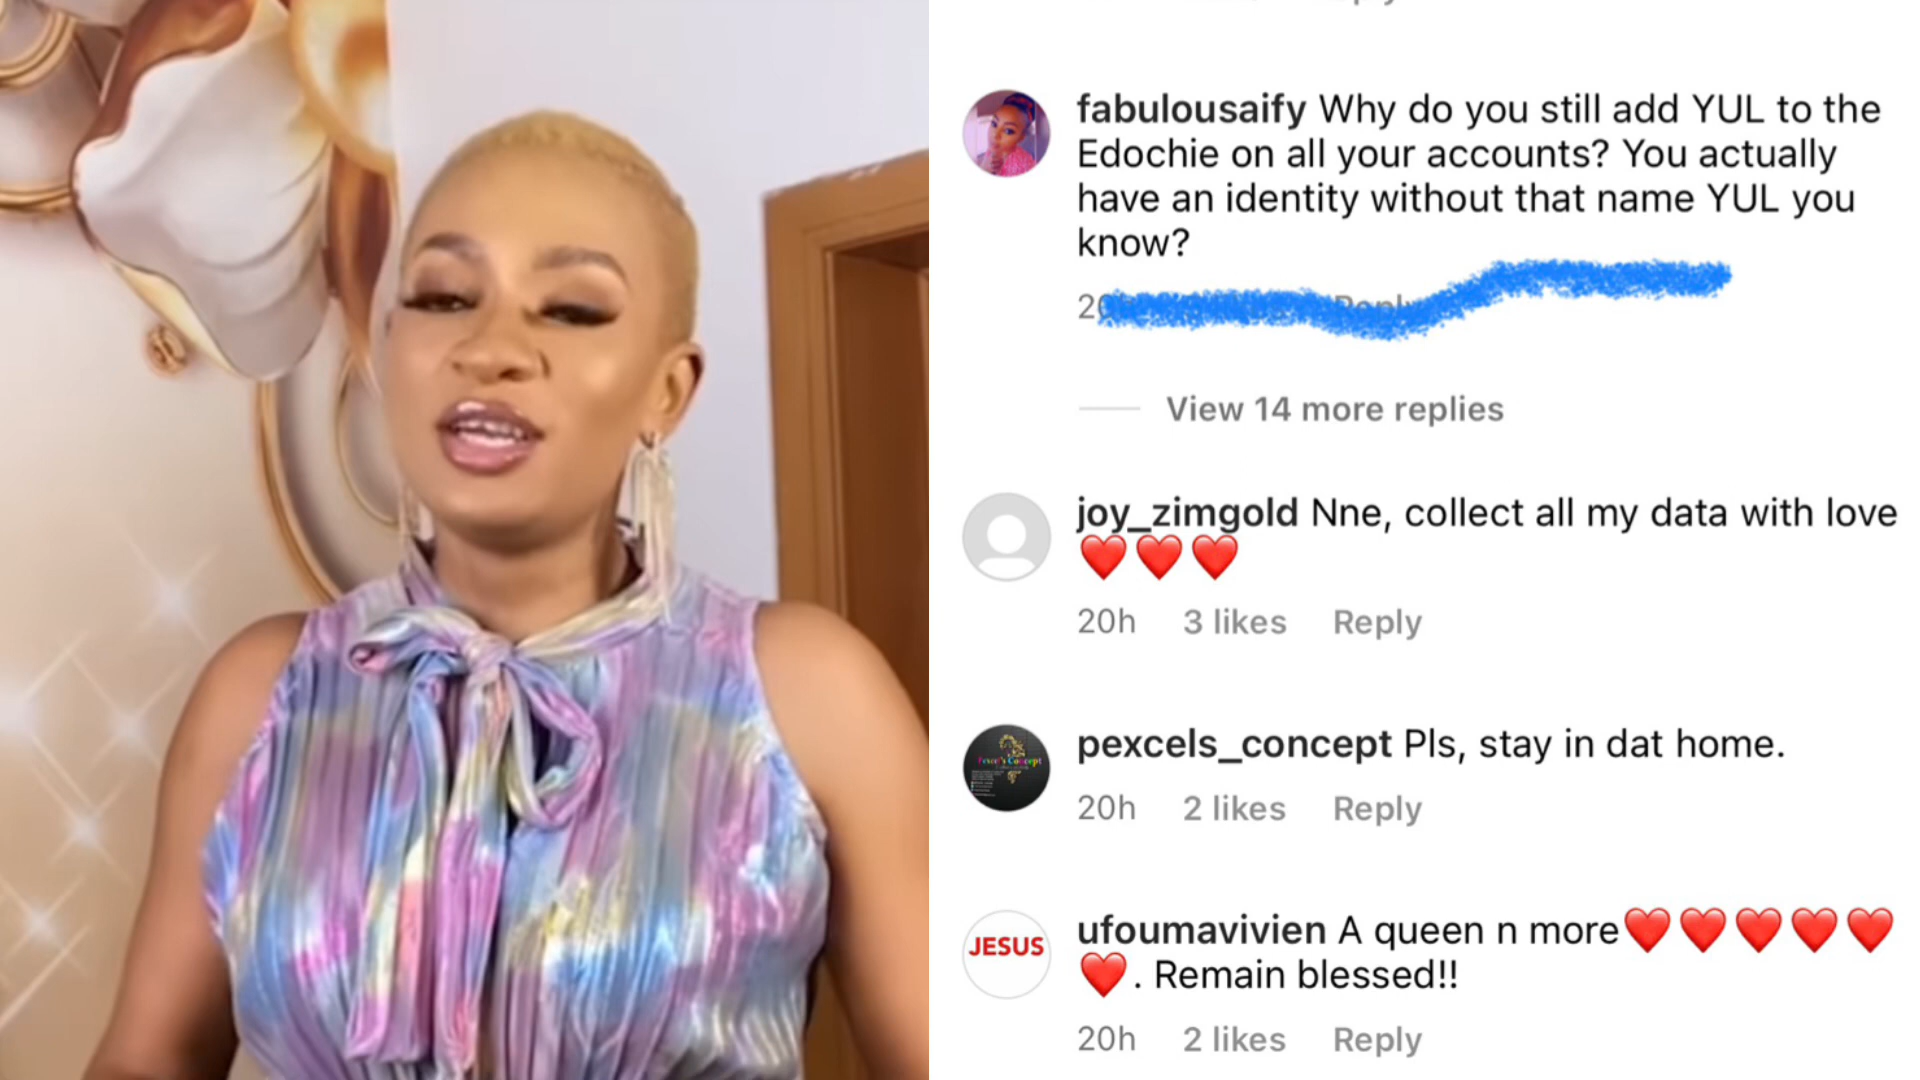 fabulousaify Why do you still add YUL to the
Edochie on all your accounts? You actually
have an identity without that name YUL you
know?
Reply
View 14 more replies
joy_zimgold Nne, collect all my data with love
❤️❤️❤️
20h 3 likes Reply
pexcels_concept Pls, stay in dat home.
20h 2 likes Reply
JESUS
ufoumavivien A queen n more❤️❤️❤️❤️❤️
❤️. Remain blessed!!
20h 2 likes Reply